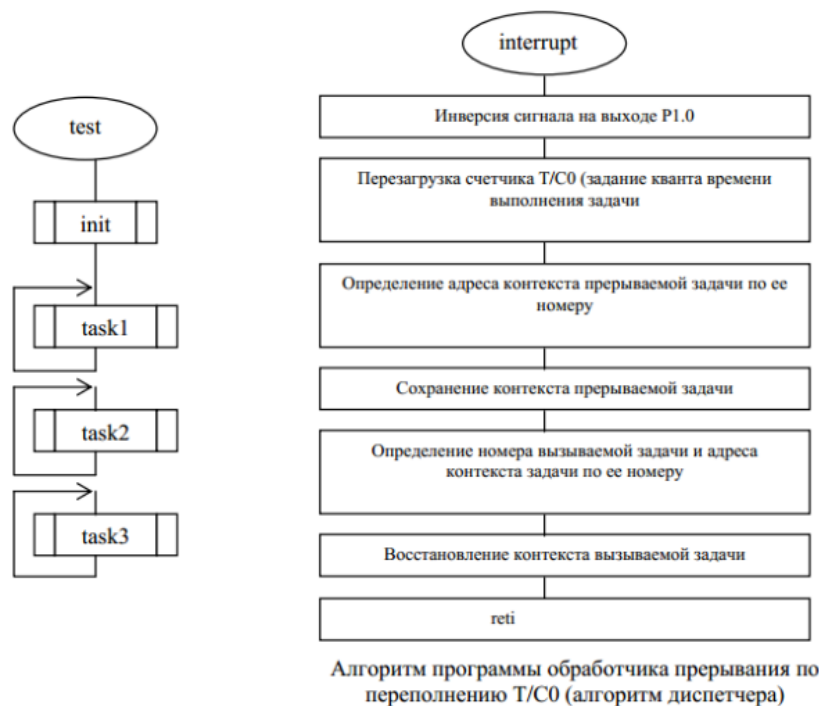 test
init
task1
task2
task3
interrupt
Инверсия сигнала на выходе P1.0
Перезагрузка счетчика T/C0 (задание кванта времени
выполнения задачи
Определение адреса контекста прерываемой задачи по ее
номеру
Сохранение контекста прерываемой задачи
Определение номера вызываемой задачи и адреса
контекста задачи по ее номеру
Восстановление контекста вызываемой задачи
reti
Алгоритм программы обработчика прерывания по
переполнению T/C0 (алгоритм диспетчера)